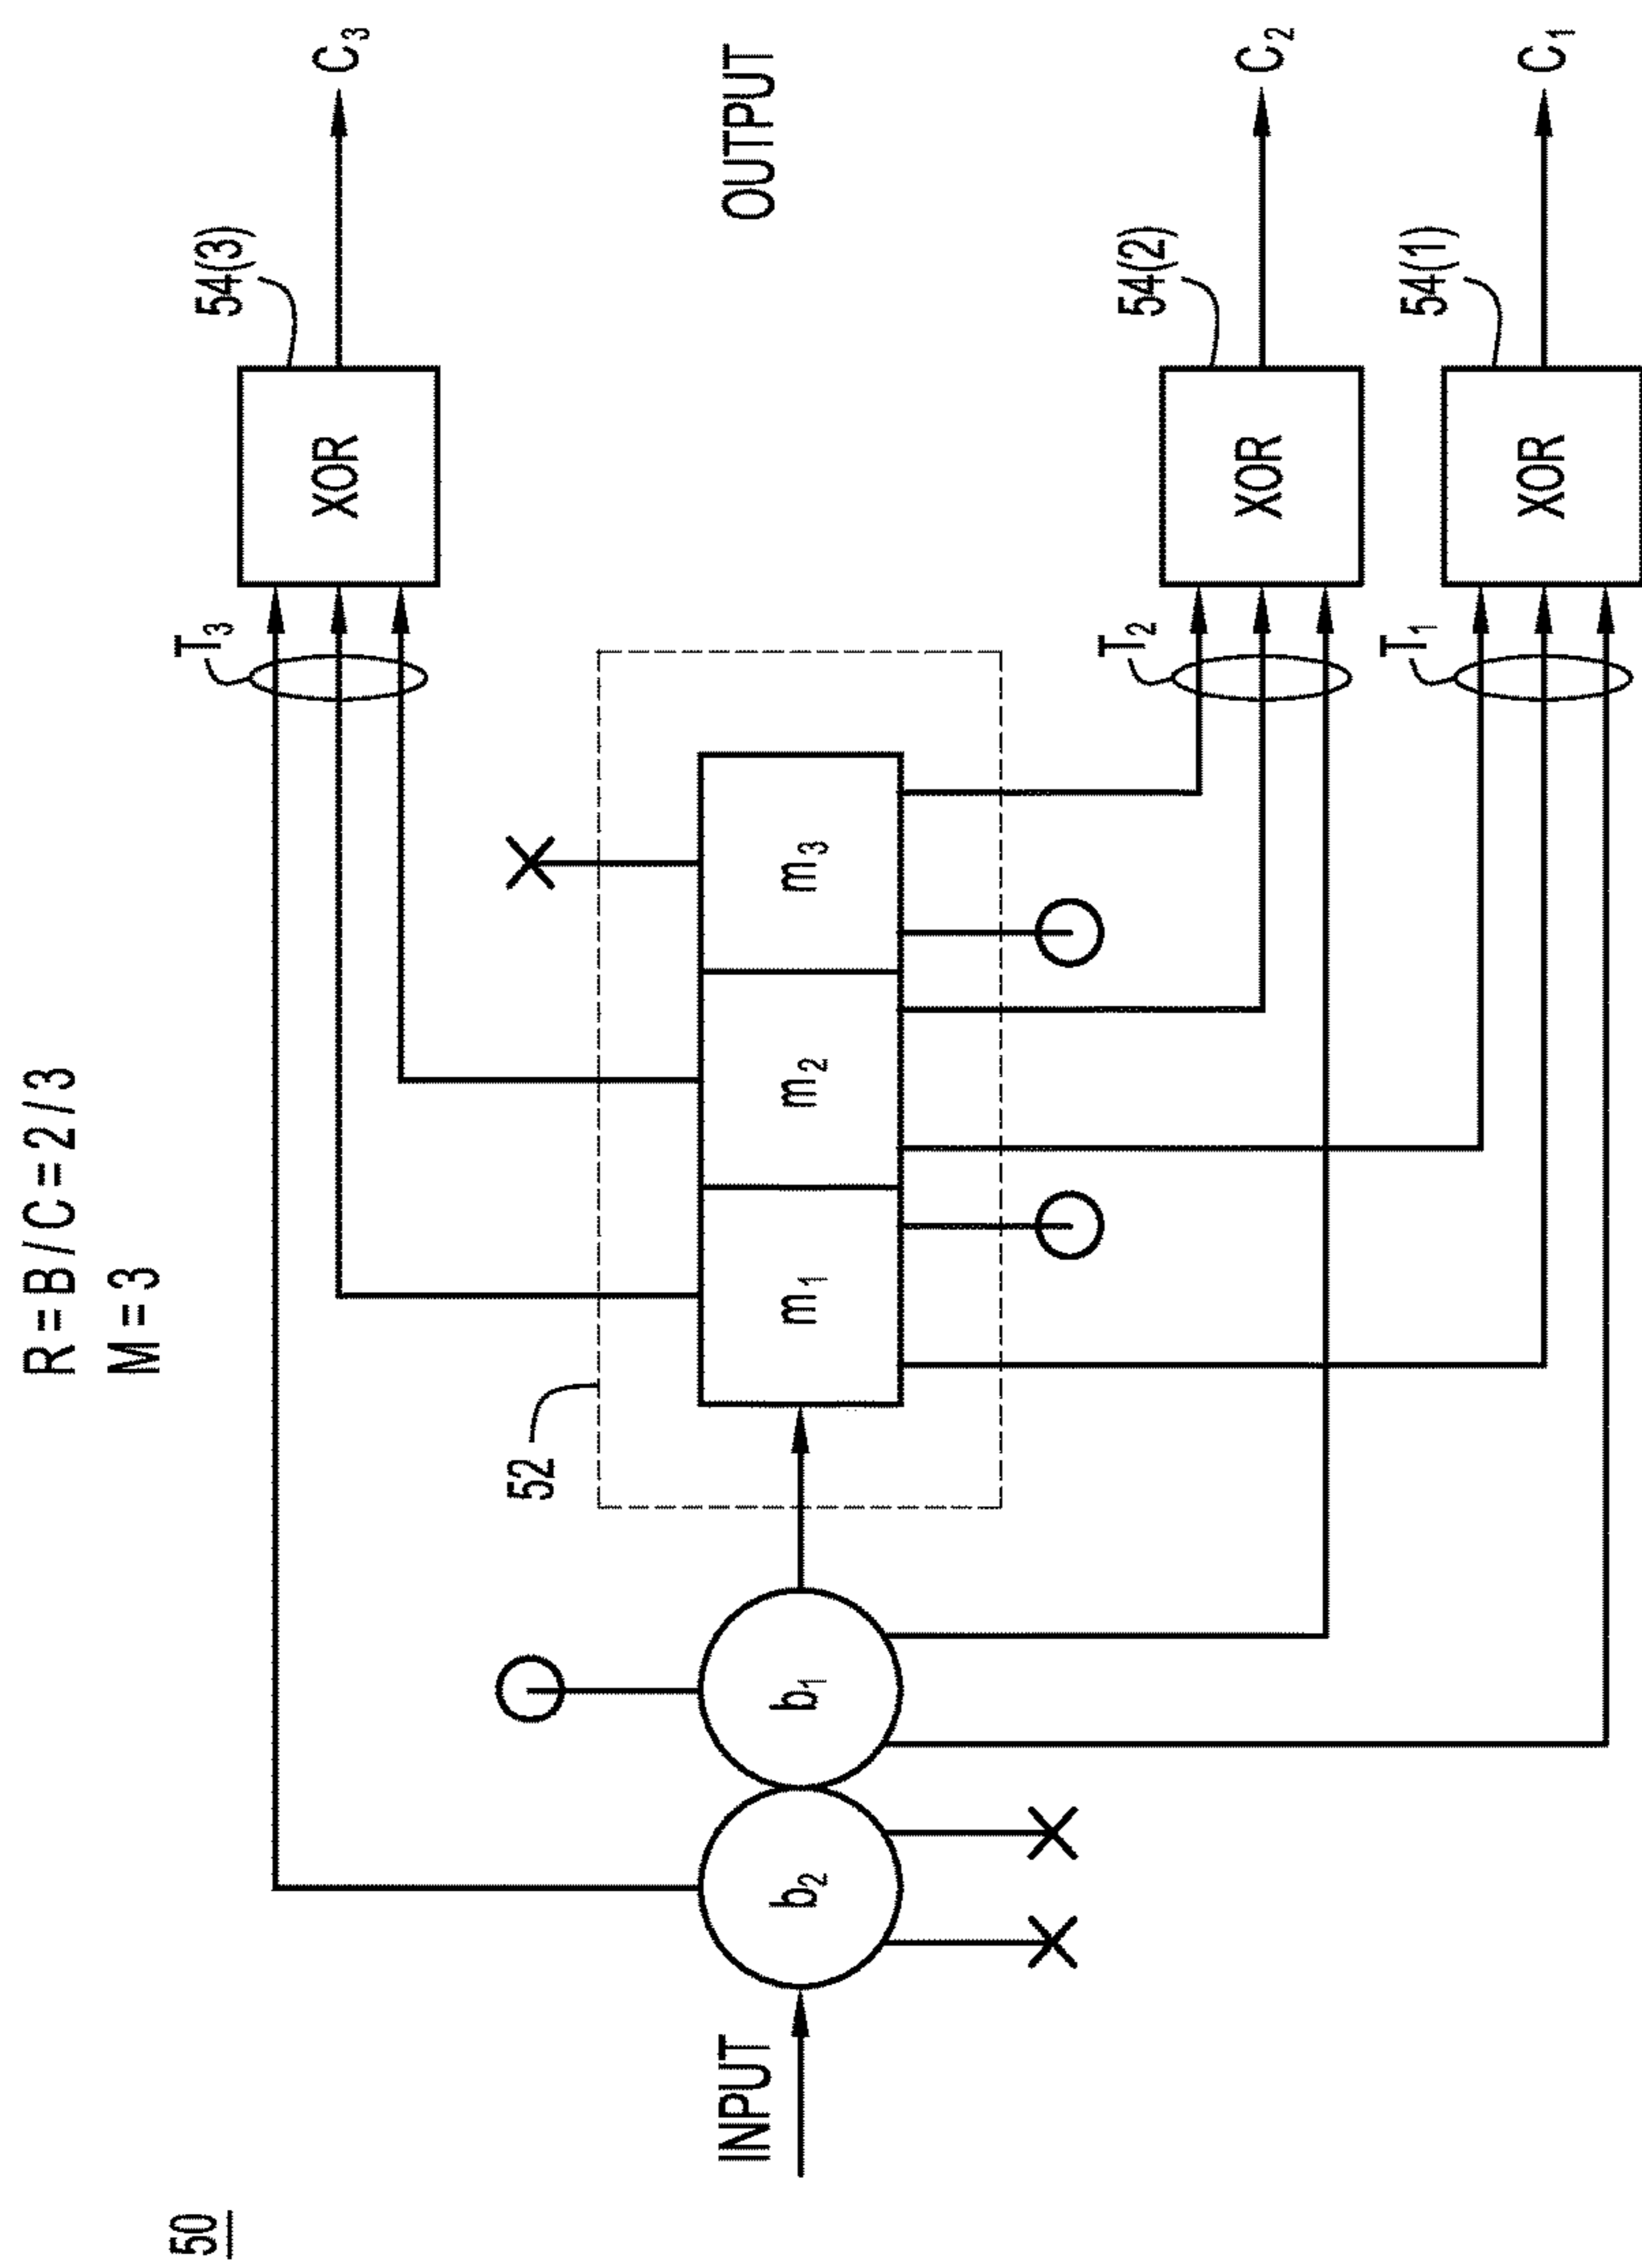 50
R = B / C = 2 / 3
M = 3
T₃
XOR
54(3)
C₃
52
INPUT
b₂
b₁
m₁
m₂
m₃
OUTPUT
T₂
XOR
54(2)
C₂
T₁
XOR
54(1)
C₁